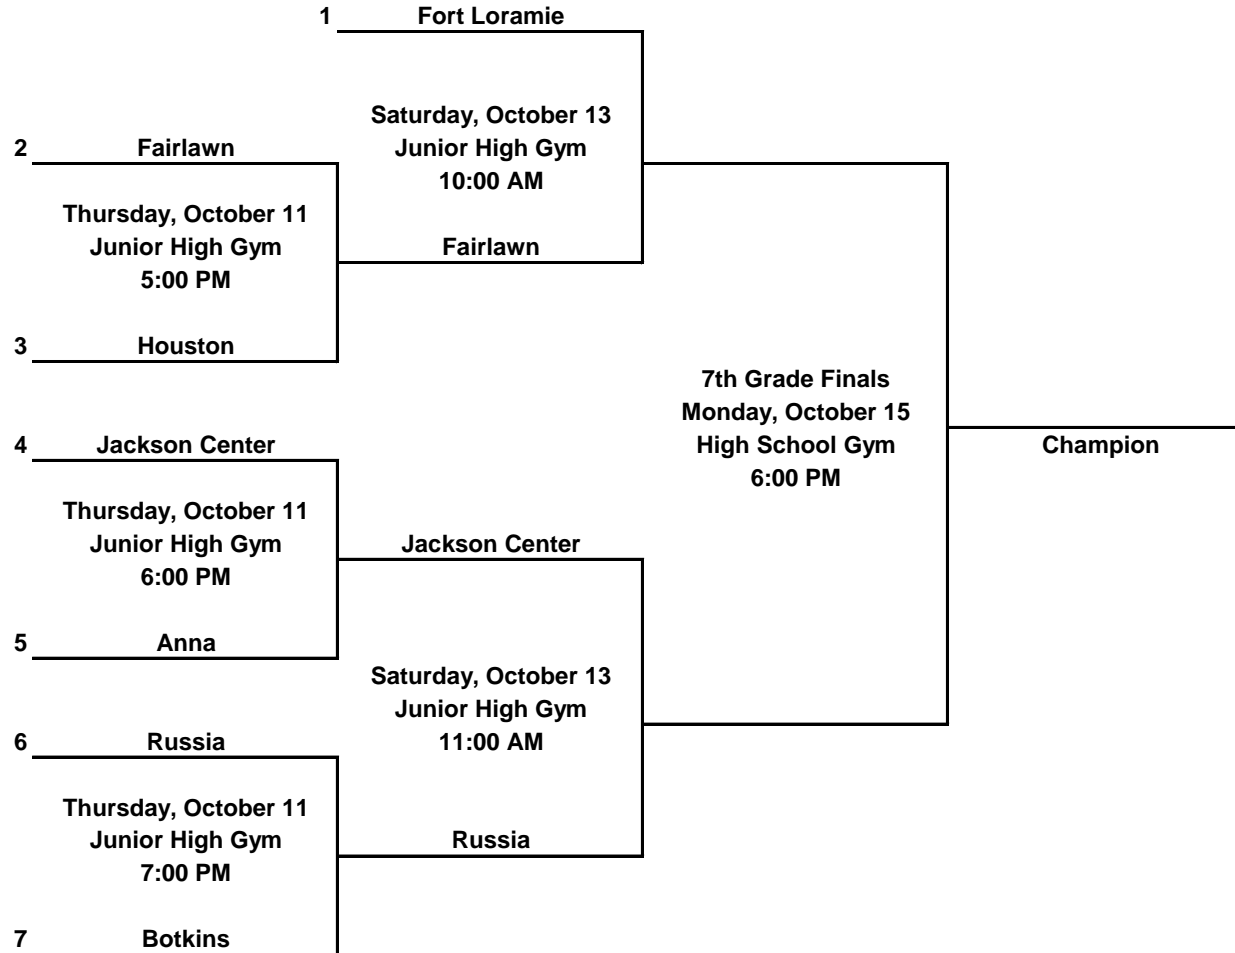 1 Fort Loramie
Saturday, October 13
Junior High Gym
10:00 AM
2 Fairlawn
Thursday, October 11
Junior High Gym
5:00 PM
Fairlawn
3 Houston
7th Grade Finals
Monday, October 15
High School Gym
6:00 PM
Champion
4 Jackson Center
Thursday, October 11
Junior High Gym
6:00 PM
Jackson Center
5 Anna
Saturday, October 13
Junior High Gym
11:00 AM
6 Russia
Thursday, October 11
Junior High Gym
7:00 PM
Russia
7 Botkins